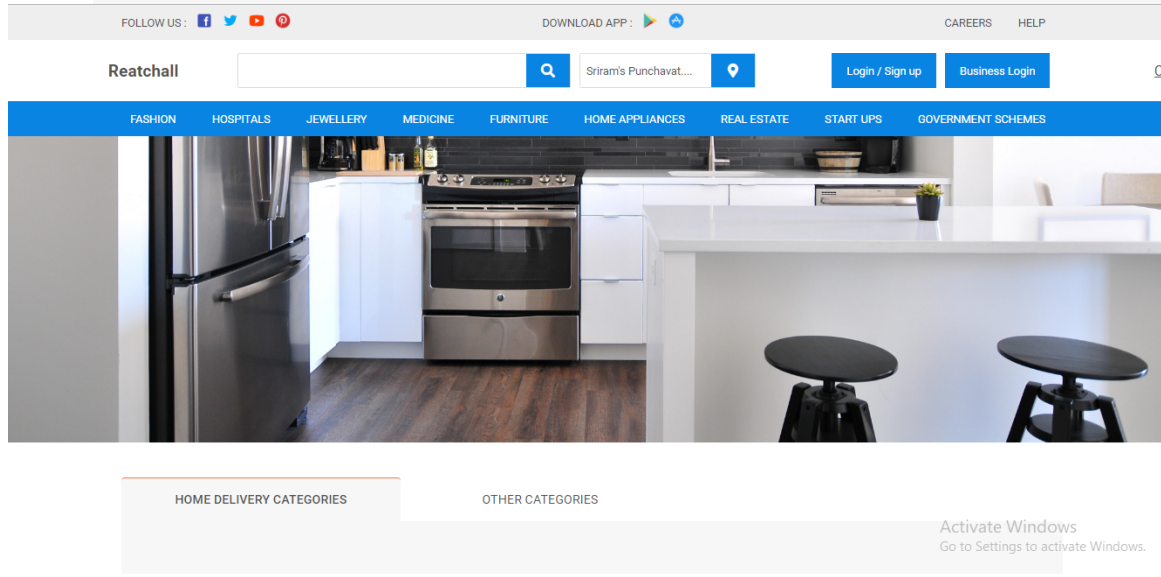 FOLLOW US : DOWNLOAD APP : CAREERS HELP
Reatchall Sriram's Punchavat.... Login / Sign up Business Login
FASHION HOSPITALS JEWELLERY MEDICINE FURNITURE HOME APPLIANCES REAL ESTATE START UPS GOVERNMENT SCHEMES
HOME DELIVERY CATEGORIES OTHER CATEGORIES
Activate Windows
Go to Settings to activate Windows.